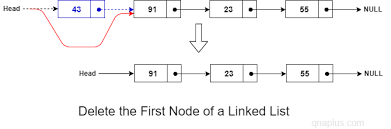 Head 43 91 23 55 NULL
Head 91 23 55 NULL
Delete the First Node of a Linked List
qnaplus.com